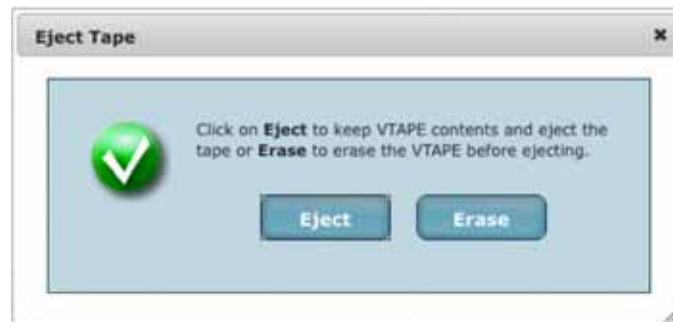 Eject Tape
Click on Eject to keep VTAPE contents and eject the
tape or Erase to erase the VTAPE before ejecting.
Eject Erase